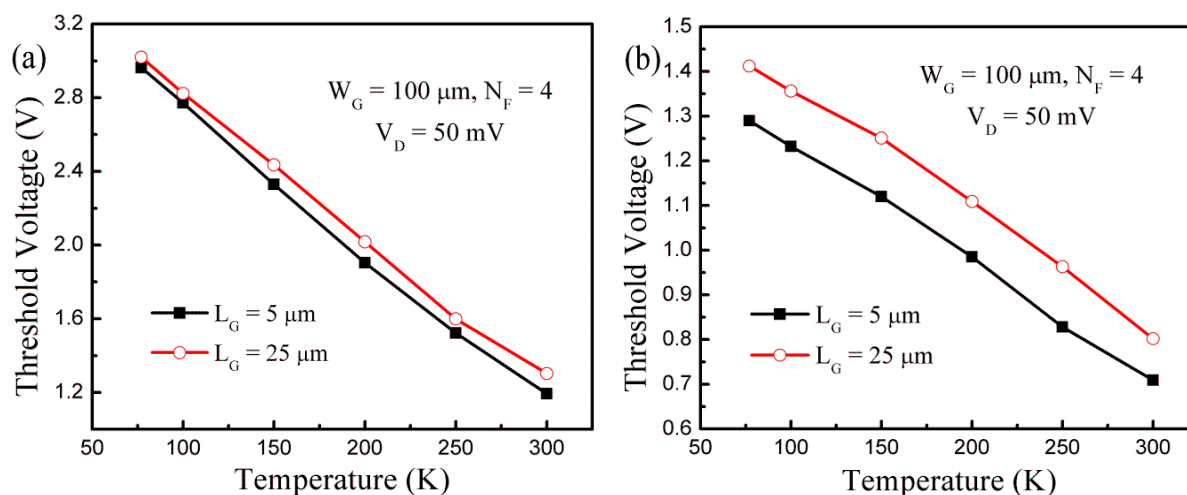 (a)
W_G = 100 μm, N_F = 4
V_D = 50 mV
L_G = 5 μm
L_G = 25 μm
Threshold Voltagte (V)
3.2
2.8
2.4
2.0
1.6
1.2
50 100 150 200 250 300
Temperature (K)
(b)
W_G = 100 μm, N_F = 4
V_D = 50 mV
L_G = 5 μm
L_G = 25 μm
Threshold Voltage (V)
1.5
1.4
1.3
1.2
1.1
1.0
0.9
0.8
0.7
0.6
50 100 150 200 250 300
Temperature (K)